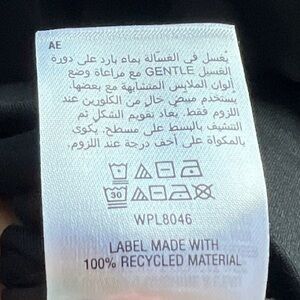 AE
يغسل في الغسالة بماء بارد على دورة
الغسيل GENTLE مع مراعاة وضع
ألوان الملابس المتشابهة مع بعضها.
يستخدم مبيض خال من الكلورين عند
اللزوم فقط. يعاد تقويم الشكل ثم
التنشيف بالبسط على مسطح. يكوى
بالمكواة على أخف درجة عند اللزوم.
30
WPL8046
LABEL MADE WITH
100% RECYCLED MATERIAL